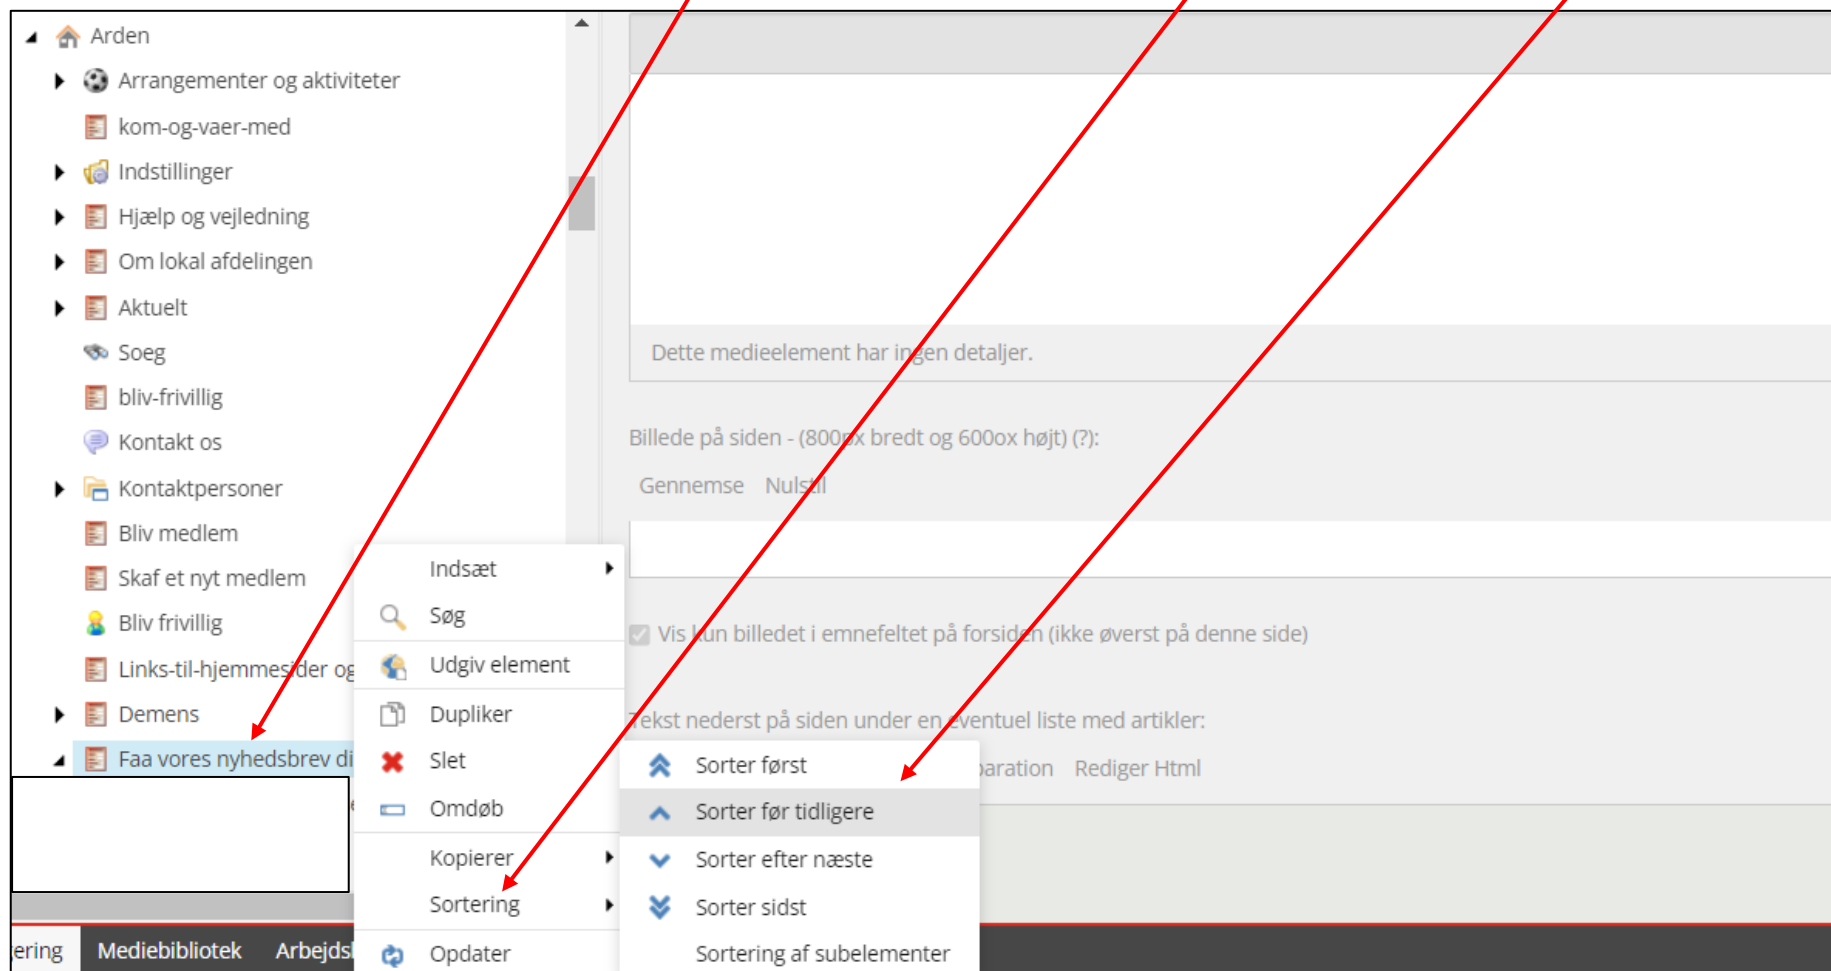 Arden
Arrangementer og aktiviteter
kom-og-vaer-med
Indstillinger
Hjælp og vejledning
Om lokal afdelingen
Aktuelt
Soeg
bliv-frivillig
Kontakt os
Kontaktpersoner
Bliv medlem
Skaf et nyt medlem
Bliv frivillig
Links-til-hjemmesider og
Demens
Faa vores nyhedsbrev di
Dette medieelement har ingen detaljer.
Billede på siden - (800px bredt og 600ox højt) (?):
Gennemse Nulstil
Vis kun billedet i emnefeltet på forsiden (ikke øverst på denne side)
Tekst nederst på siden under en eventuel liste med artikler:
paration Rediger Html
Indsæt
Søg
Udgiv element
Dupliker
Slet
Omdøb
Kopierer
Sortering
Opdater
Sorter først
Sorter før tidligere
Sorter efter næste
Sorter sidst
Sortering af subelementer
ering Mediebibliotek Arbejdsl